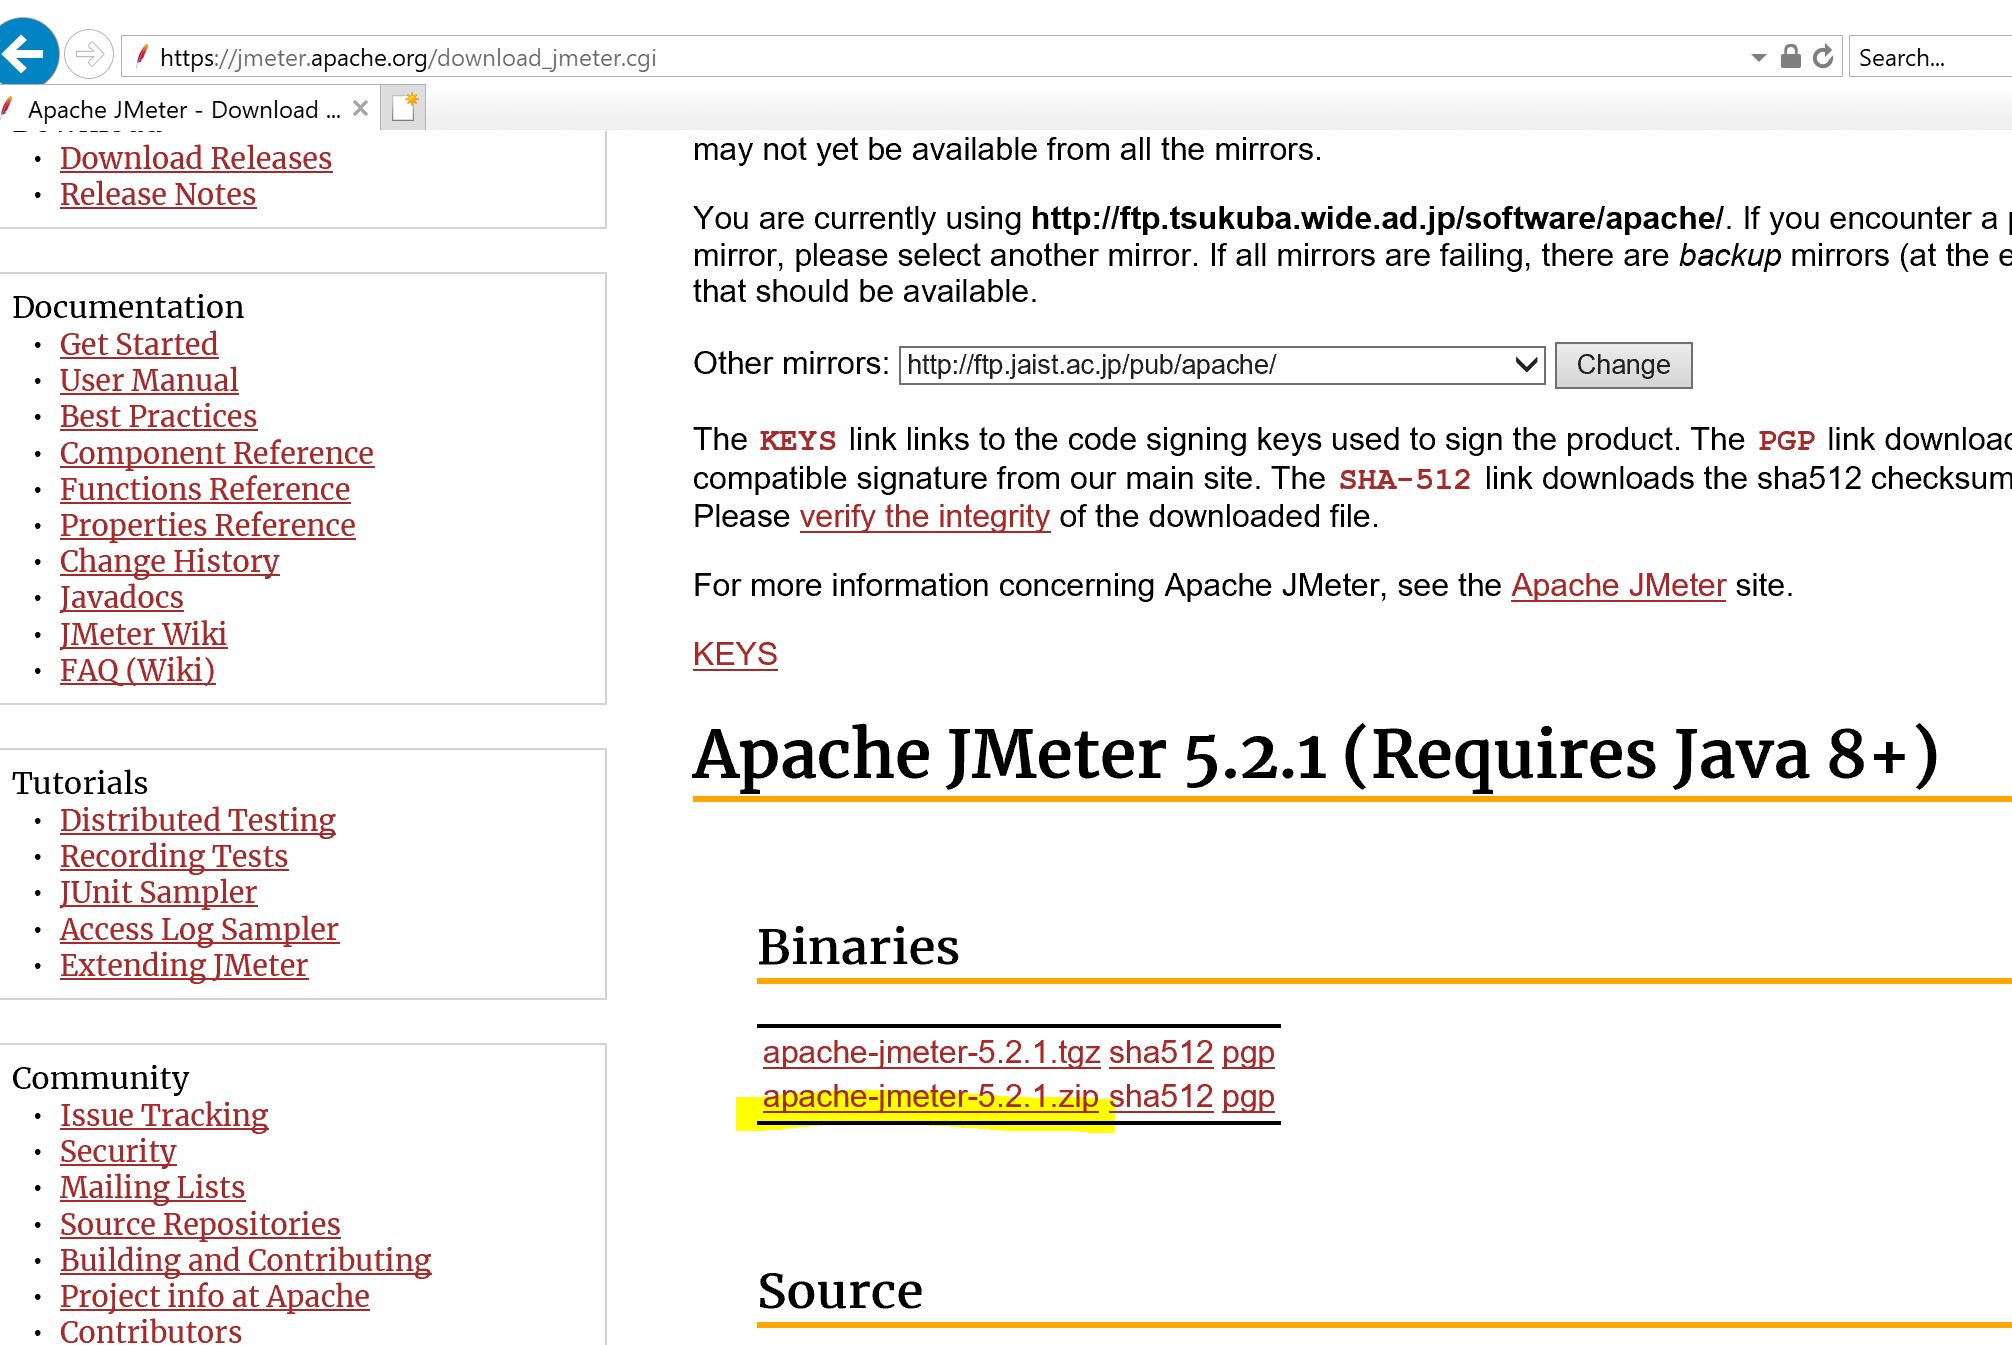 https://jmeter.apache.org/download_jmeter.cgi
Search...
Apache JMeter - Download ...
Download Releases
Release Notes
Documentation
Get Started
User Manual
Best Practices
Component Reference
Functions Reference
Properties Reference
Change History
Javadocs
JMeter Wiki
FAQ (Wiki)
Tutorials
Distributed Testing
Recording Tests
JUnit Sampler
Access Log Sampler
Extending JMeter
Community
Issue Tracking
Security
Mailing Lists
Source Repositories
Building and Contributing
Project info at Apache
Contributors
may not yet be available from all the mirrors.
You are currently using http://ftp.tsukuba.wide.ad.jp/software/apache/. If you encounter a
mirror, please select another mirror. If all mirrors are failing, there are backup mirrors (at the
that should be available.
Other mirrors: http://ftp.jaist.ac.jp/pub/apache/ Change
The KEYS link links to the code signing keys used to sign the product. The PGP link
compatible signature from our main site. The SHA-512 link downloads the sha512 checksum
Please verify the integrity of the downloaded file.
For more information concerning Apache JMeter, see the Apache JMeter site.
KEYS
Apache JMeter 5.2.1 (Requires Java 8+)
Binaries
apache-jmeter-5.2.1.tgz sha512 pgp
apache-jmeter-5.2.1.zip sha512 pgp
Source